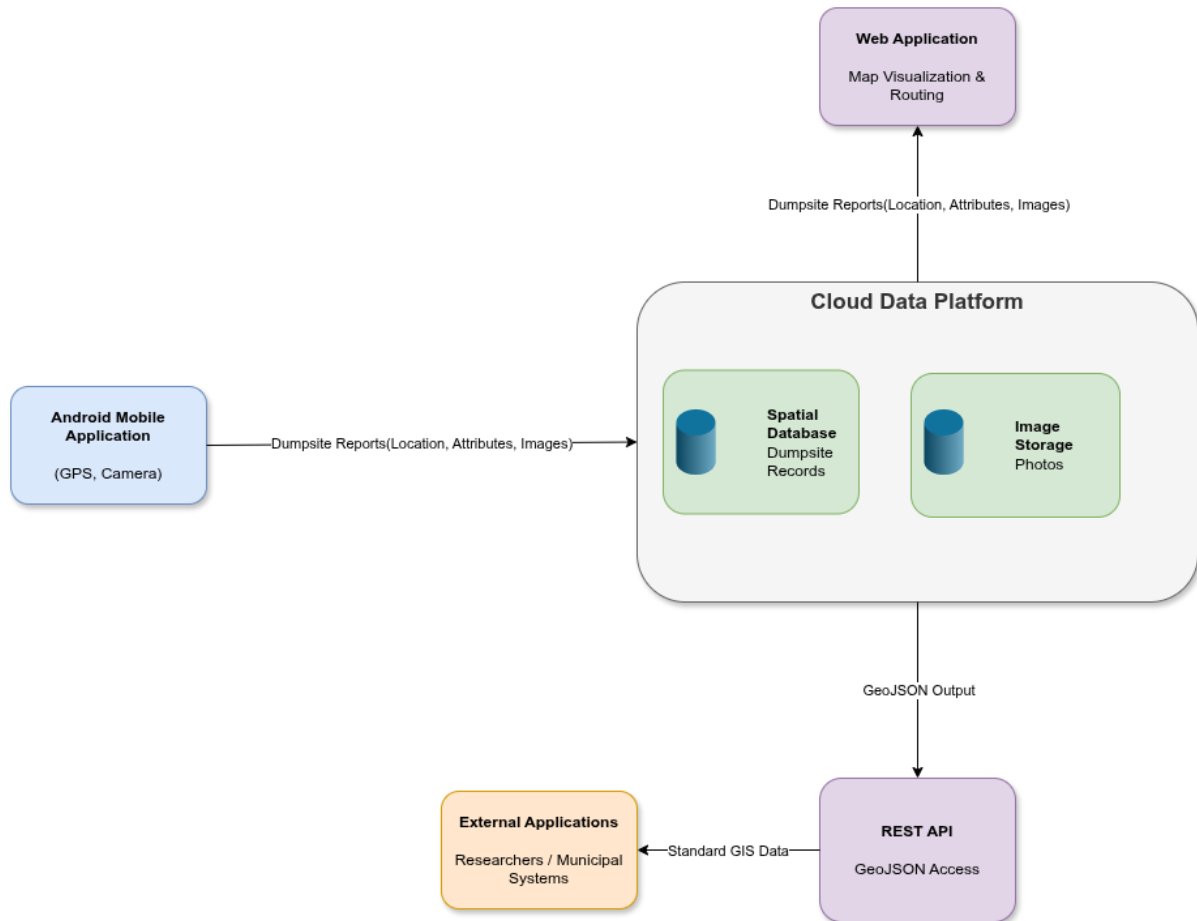 Web Application
Map Visualization &
Routing
Dumpsite Reports(Location, Attributes, Images)
Cloud Data Platform
Spatial
Database
Dumpsite
Records
Image
Storage
Photos
Android Mobile
Application
(GPS, Camera)
Dumpsite Reports(Location, Attributes, Images)
GeoJSON Output
External Applications
Researchers / Municipal
Systems
Standard GIS Data
REST API
GeoJSON Access